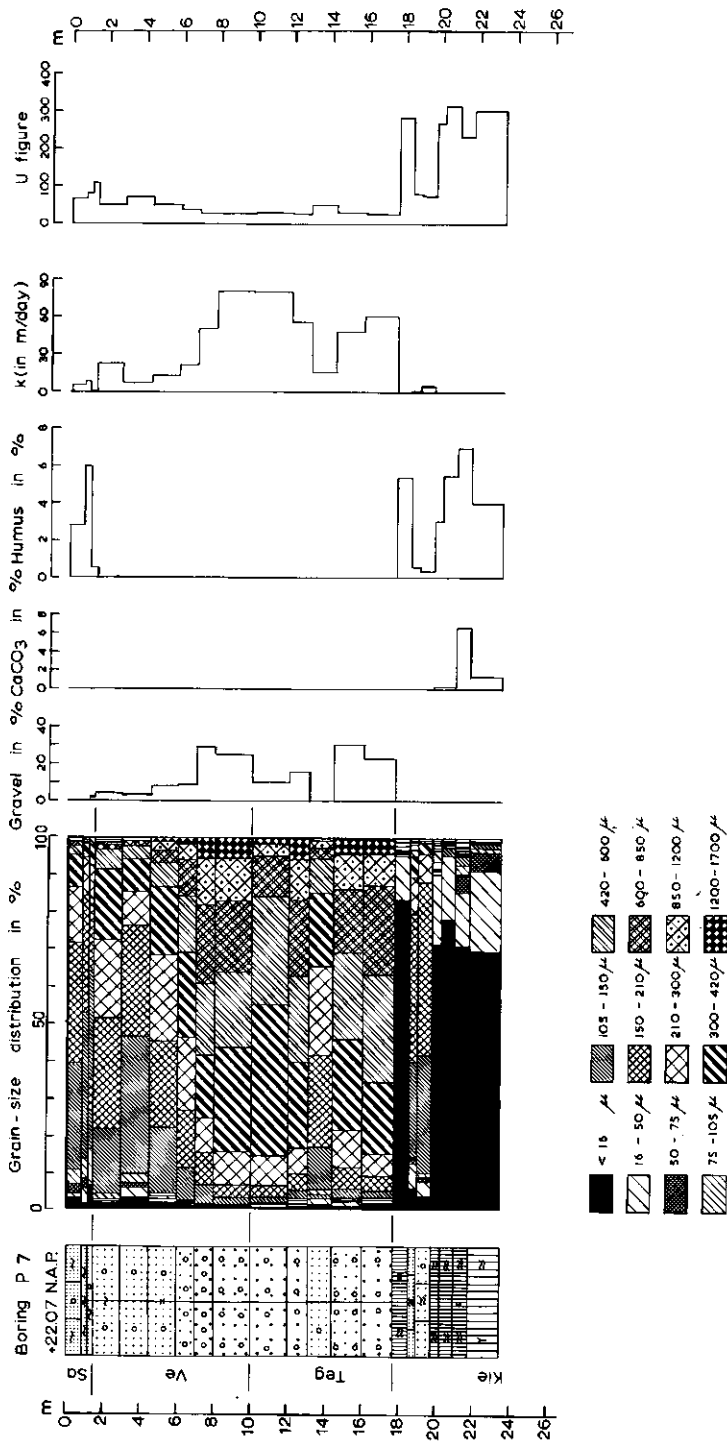 m
0 2 4 6 8 10 12 14 16 18 20 22 24 26
Sa Ve Teg Kie
Boring P 7
+22.07 N.A.P.
Grain-size distribution in %
0 50 100
Gravel in %
0 20 40
CaCO3 in %
0 2 4 6 8
Humus in %
0 2 4 6 8
k (in m/day)
0 30 60 90
U figure
0 100 200 300 400
m
0 2 4 6 8 10 12 14 16 18 20 22 24 26
< 16 µ
16 - 50 µ
50 - 75 µ
75 - 105 µ
105 - 150 µ
150 - 210 µ
210 - 300 µ
300 - 420 µ
420 - 600 µ
600 - 850 µ
850 - 1200 µ
1200 - 1700 µ